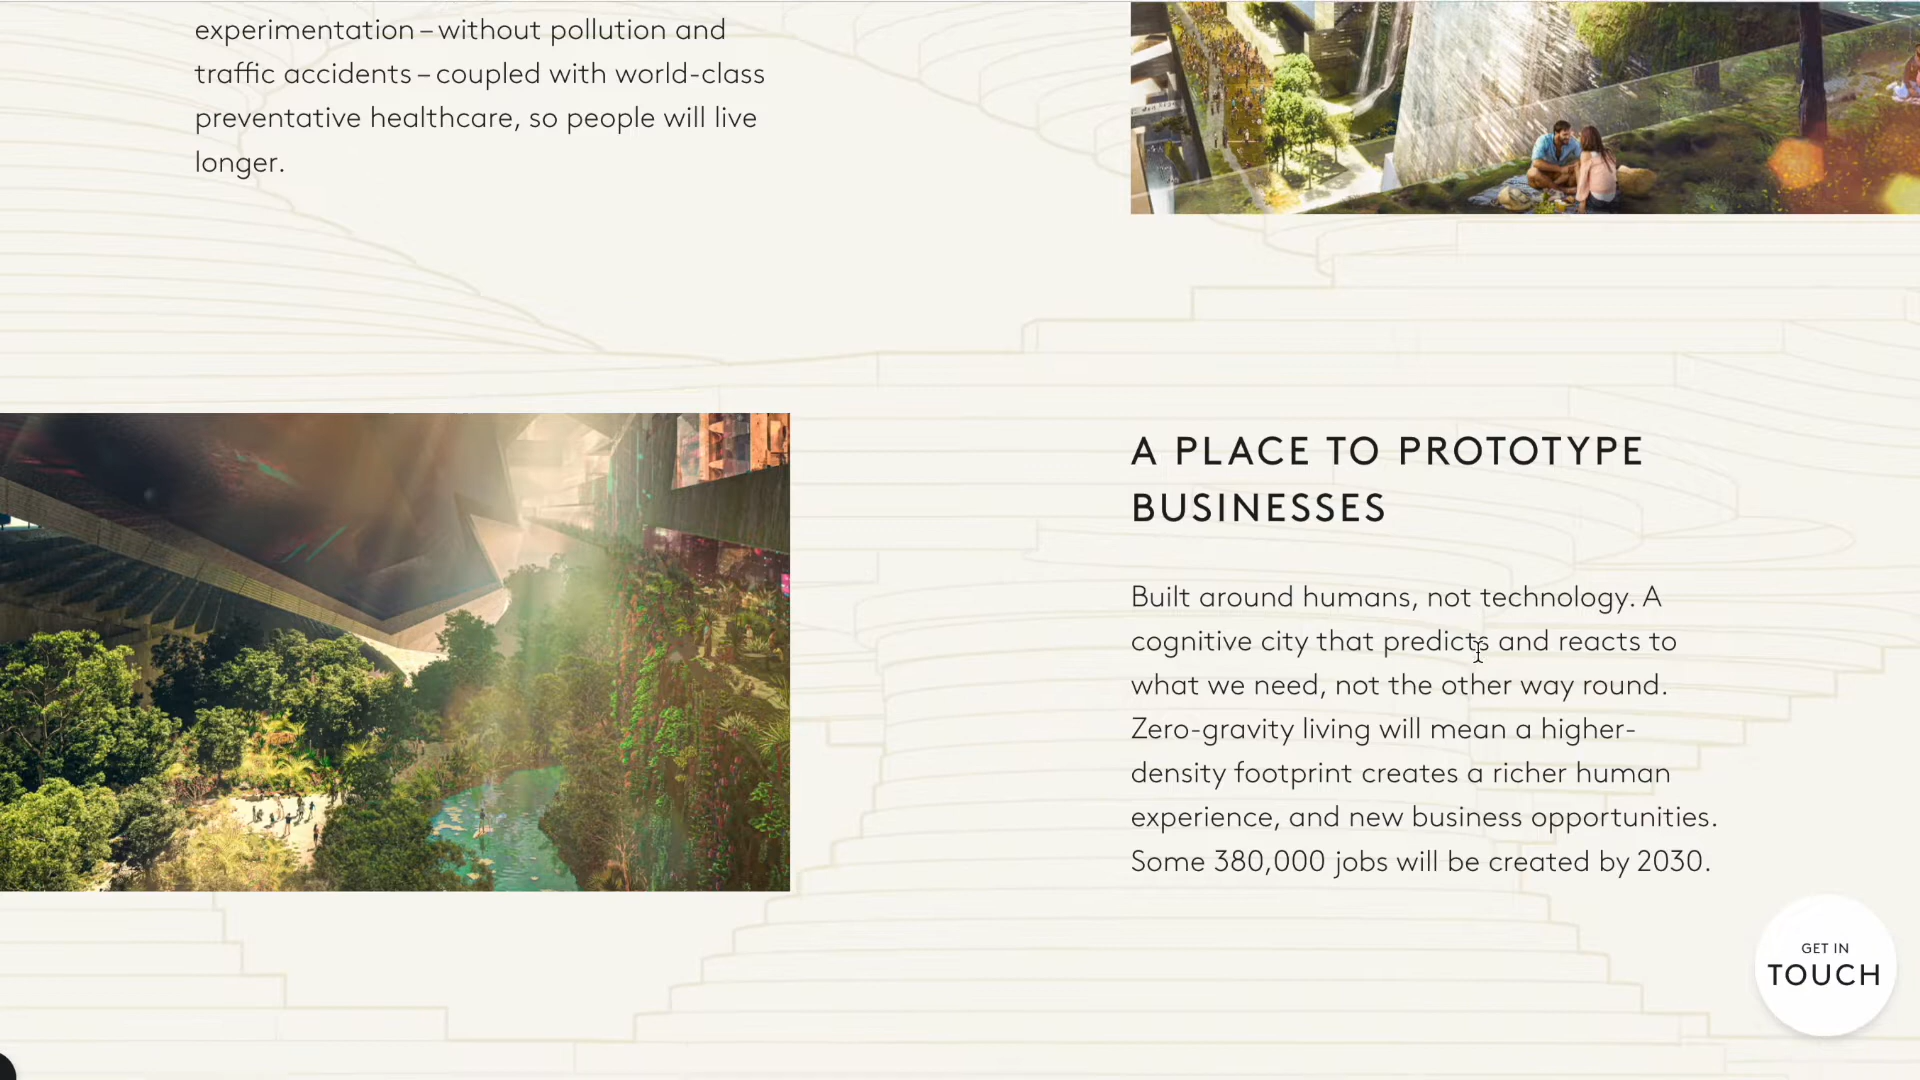 experimentation – without pollution and
traffic accidents – coupled with world-class
preventative healthcare, so people will live
longer.
A PLACE TO PROTOTYPE
BUSINESSES
Built around humans, not technology. A
cognitive city that predicts and reacts to
what we need, not the other way round.
Zero-gravity living will mean a higher-
density footprint creates a richer human
experience, and new business opportunities.
Some 380,000 jobs will be created by 2030.
GET IN
TOUCH